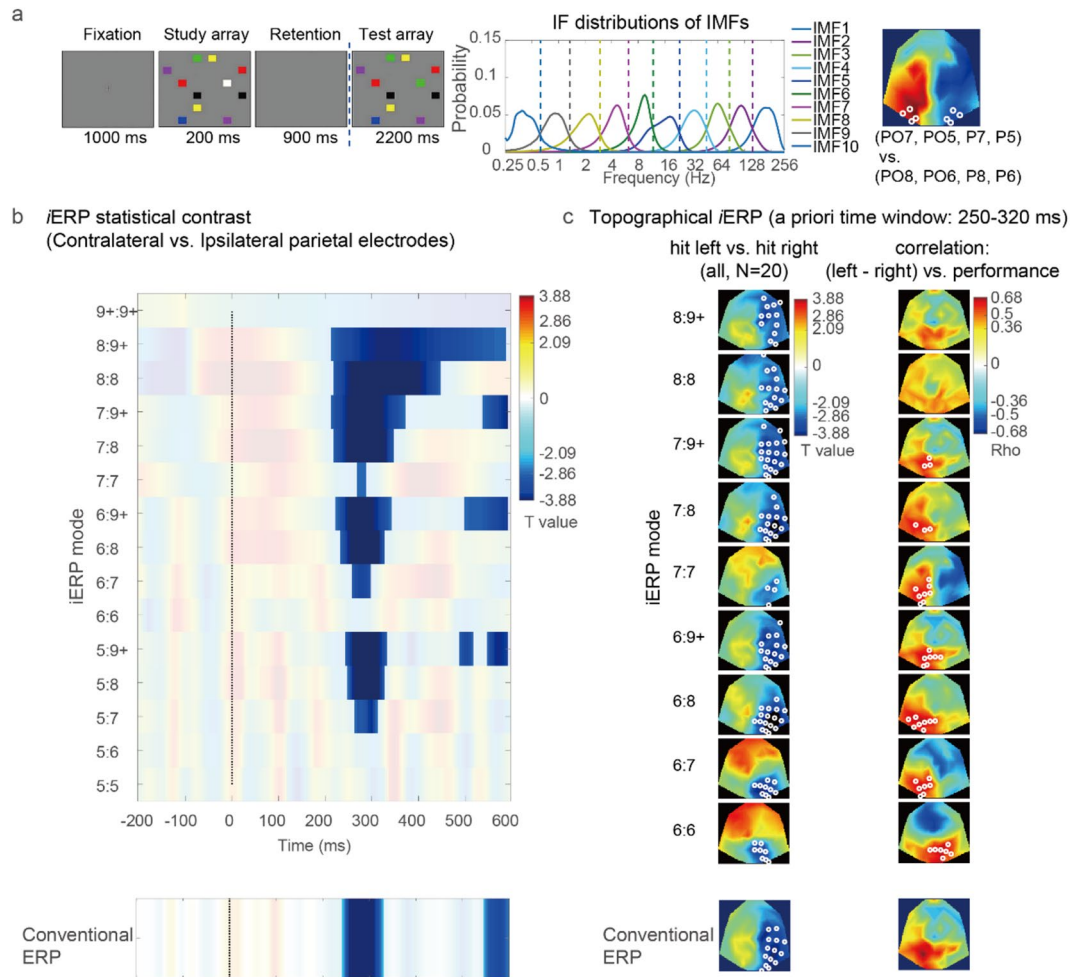 a
Fixation Study array Retention Test array
1000 ms 200 ms 900 ms 2200 ms
IF distributions of IMFs
Probability
0.15
0.1
0.05
0
0.25 0.5 1 2 4 8 16 32 64 128 256
Frequency (Hz)
IMF1
IMF2
IMF3
IMF4
IMF5
IMF6
IMF7
IMF8
IMF9
IMF10
(PO7, PO5, P7, P5)
vs.
(PO8, PO6, P8, P6)
b iERP statistical contrast
(Contralateral vs. Ipsilateral parietal electrodes)
iERP mode
9+:9+
8:9+
8:8
7:9+
7:8
7:7
6:9+
6:8
6:7
6:6
5:9+
5:8
5:7
5:6
5:5
-200 -100 0 100 200 300 400 500 600
Time (ms)
3.88
2.86
2.09
0
-2.09
-2.86
-3.88
T value
Conventional
ERP
c Topographical iERP (a priori time window: 250-320 ms)
hit left vs. hit right
(all, N=20)
correlation:
(left - right) vs. performance
iERP mode
8:9+
8:8
7:9+
7:8
7:7
6:9+
6:8
6:7
6:6
3.88
2.86
2.09
0
-2.09
-2.86
-3.88
T value
0.68
0.5
0.36
0
-0.36
-0.5
-0.68
Rho
Conventional
ERP